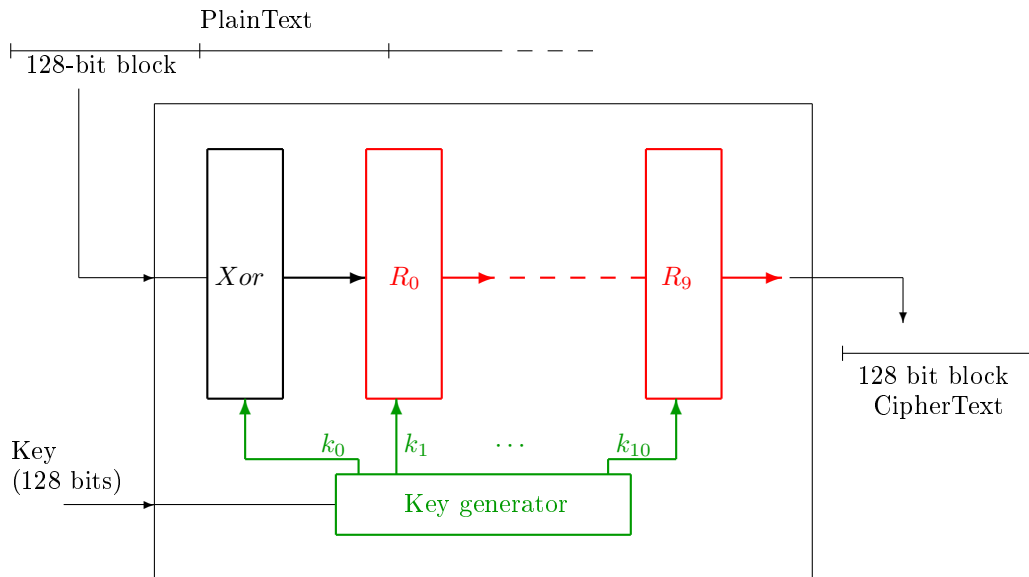 PlainText
128-bit block
Xor
R0
R9
128 bit block
CipherText
k0
k1
...
k10
Key
(128 bits)
Key generator